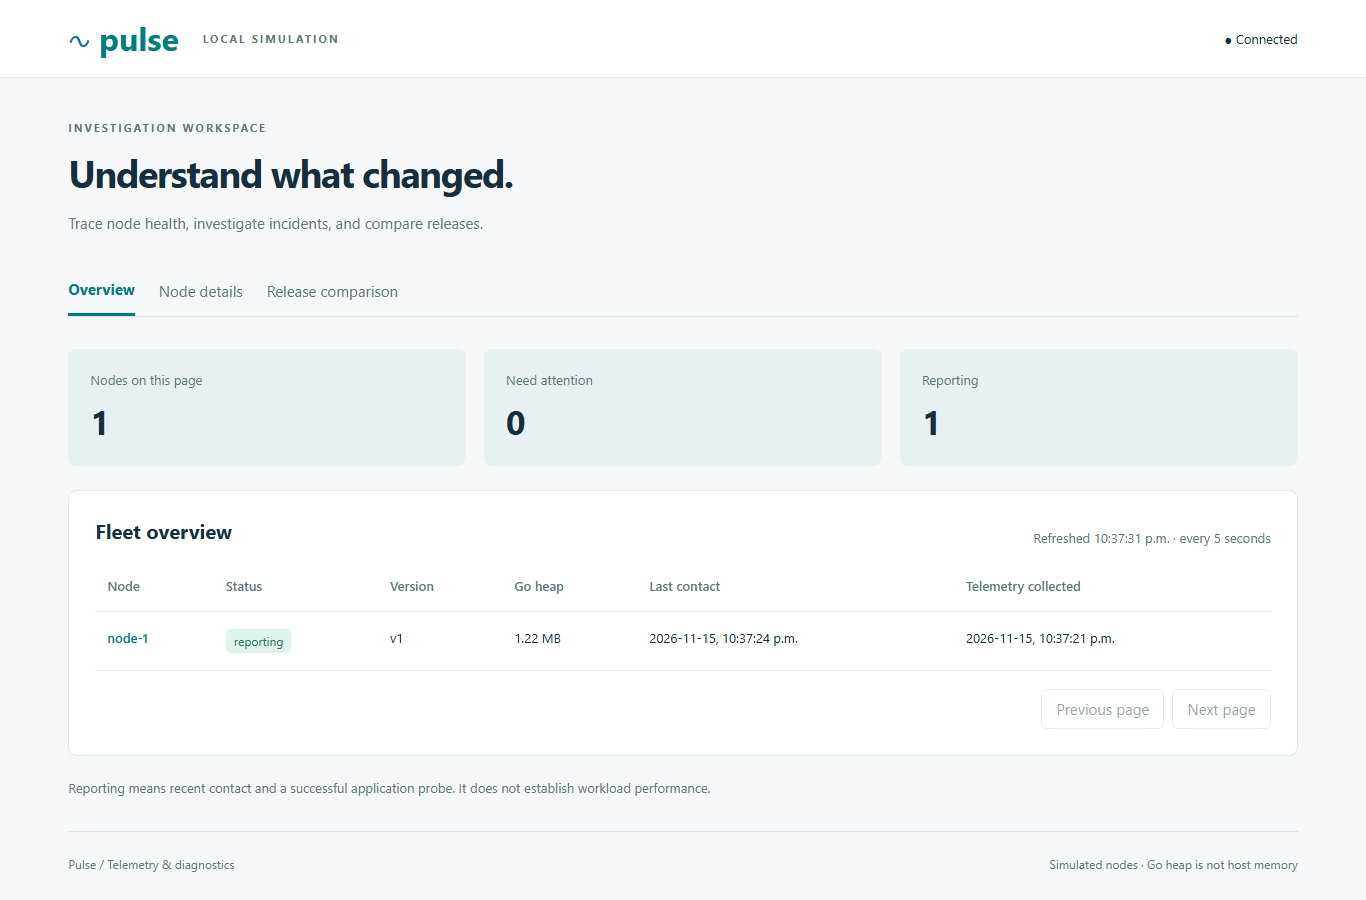 pulse LOCAL SIMULATION
● Connected
INVESTIGATION WORKSPACE
Understand what changed.
Trace node health, investigate incidents, and compare releases.
Overview Node details Release comparison
Nodes on this page
1
Need attention
0
Reporting
1
Fleet overview
Refreshed 10:37:31 p.m. · every 5 seconds
Node Status Version Go heap Last contact Telemetry collected
node-1 reporting v1 1.22 MB 2026-11-15, 10:37:24 p.m. 2026-11-15, 10:37:21 p.m.
Previous page Next page
Reporting means recent contact and a successful application probe. It does not establish workload performance.
Pulse / Telemetry & diagnostics
Simulated nodes · Go heap is not host memory